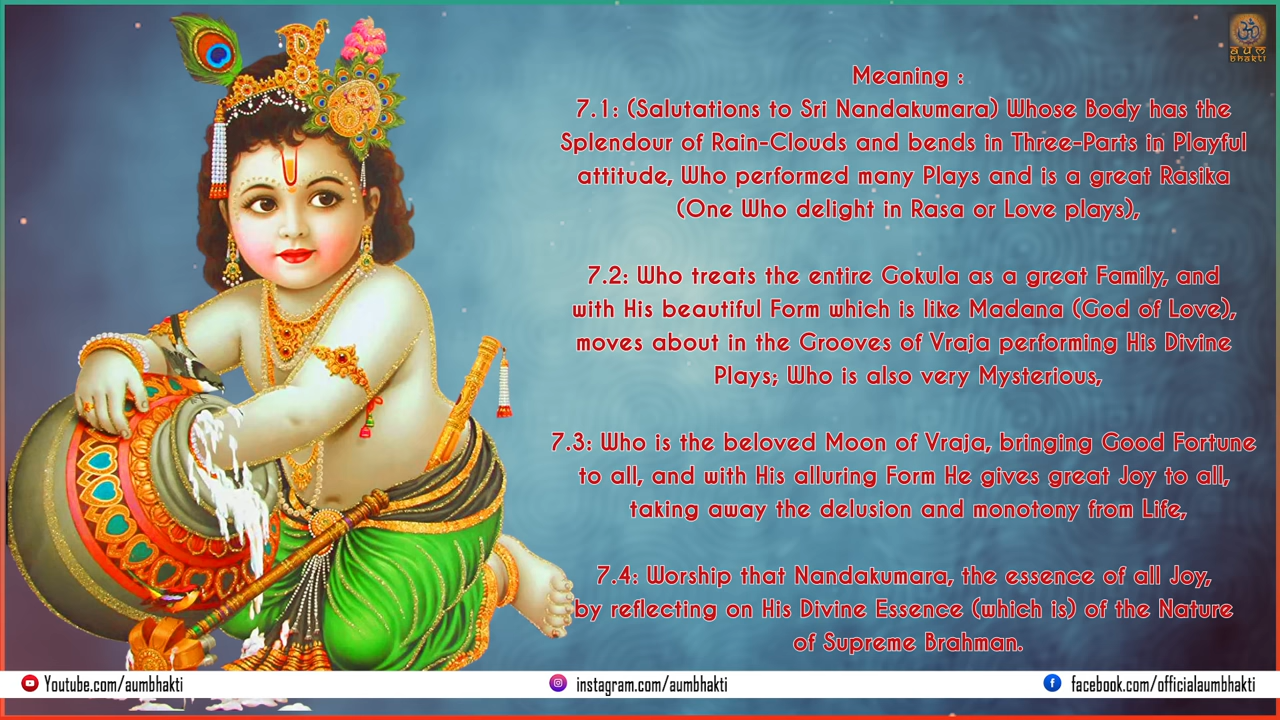 ॐ
AUM
bhakti
Meaning :
7.1: (Salutations to Sri Nandakumara) Whose Body has the
Splendour of Rain-Clouds and bends in Three-Parts in Playful
attitude, Who performed many Plays and is a great Rasika
(One Who delight in Rasa or Love plays),
7.2: Who treats the entire Gokula as a great Family, and
with His beautiful Form which is like Madana (God of Love),
moves about in the Grooves of Vraja performing His Divine
Plays; Who is also very Mysterious,
7.3: Who is the beloved Moon of Vraja, bringing Good Fortune
to all, and with His alluring Form He gives great Joy to all,
taking away the delusion and monotony from Life,
7.4: Worship that Nandakumara, the essence of all Joy,
by reflecting on His Divine Essence (which is) of the Nature
of Supreme Brahman.
Youtube.com/aumbhakti
instagram.com/aumbhakti
facebook.com/officialaumbhakti